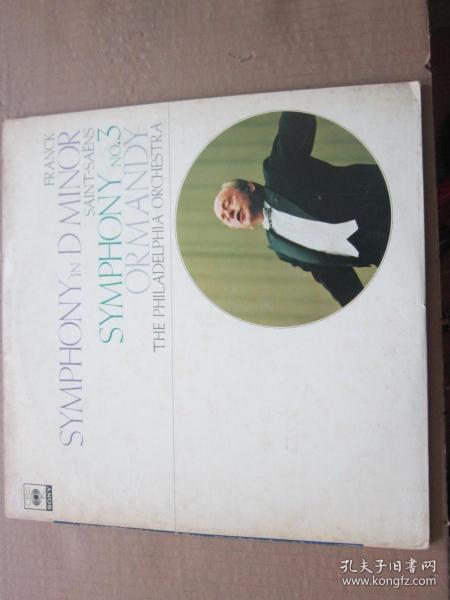 FRANCK
SYMPHONY IN D MINOR
SAINT-SAËNS
SYMPHONY NO.3
ORMANDY
THE PHILADELPHIA ORCHESTRA
SONY
孔夫子旧书网
www.kongfz.com